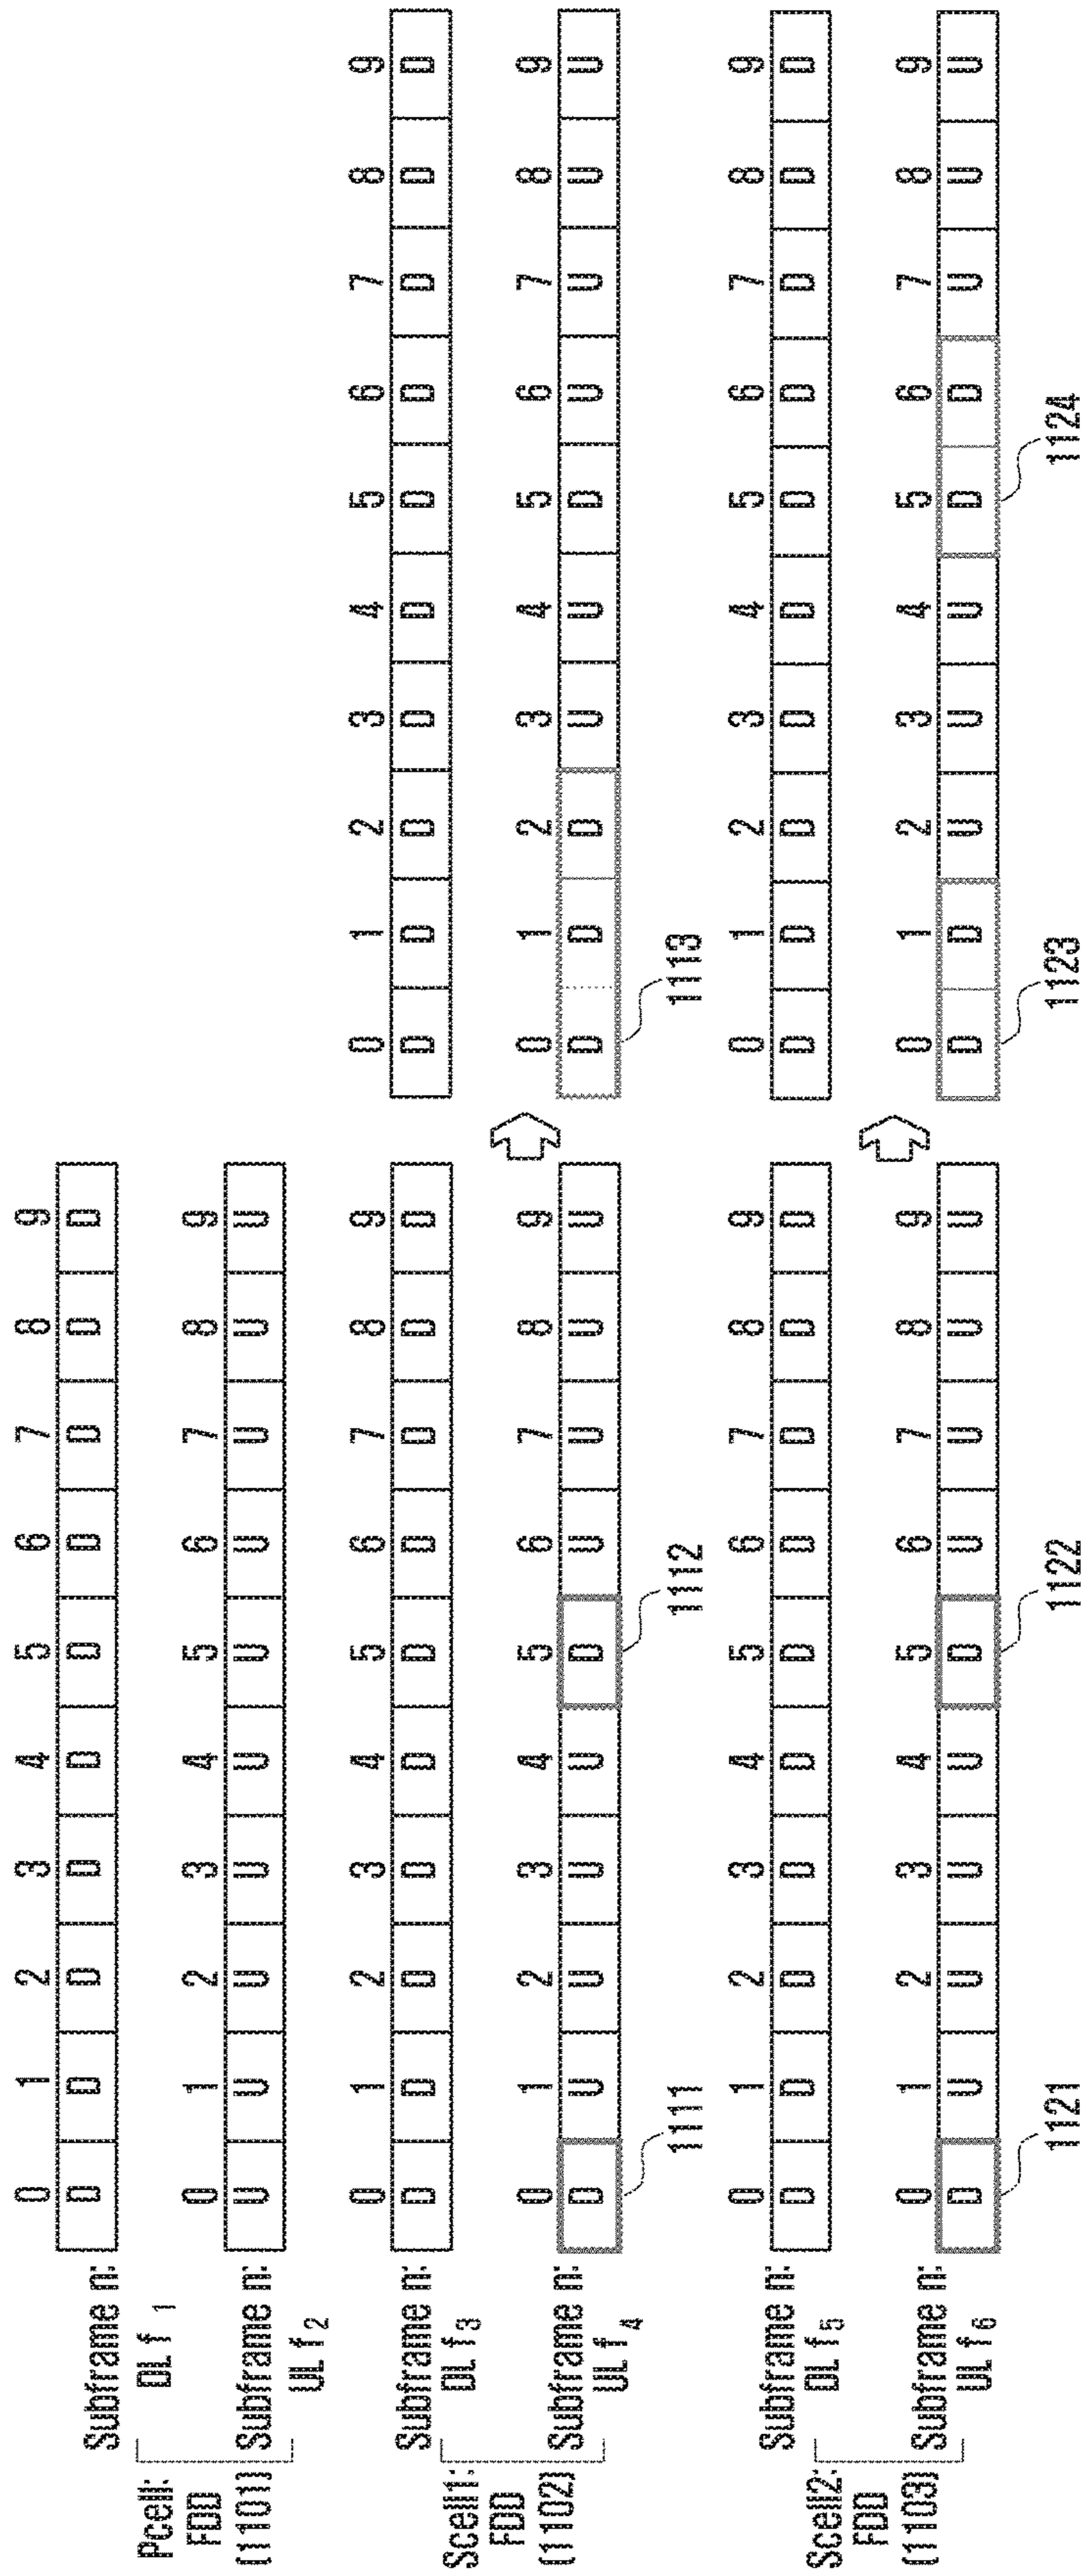 Pcell:
FDD
(1101)
Subframe n:
DL f 1
0 1 2 3 4 5 6 7 8 9
D D D D D D D D D D
Subframe n:
UL f 2
0 1 2 3 4 5 6 7 8 9
U U U U U U U U U U
Scell1:
FDD
(1102)
Subframe n:
DL f 3
0 1 2 3 4 5 6 7 8 9
D D D D D D D D D D
0 1 2 3 4 5 6 7 8 9
D D D D D D D D D D
Subframe n:
UL f 4
0 1 2 3 4 5 6 7 8 9
D U U U U D U U U U
0 1 2 3 4 5 6 7 8 9
D D D U U D U U U U
1111
1112
1113
Scell2:
FDD
(1103)
Subframe n:
DL f 5
0 1 2 3 4 5 6 7 8 9
D D D D D D D D D D
0 1 2 3 4 5 6 7 8 9
D D D D D D D D D D
Subframe n:
UL f 6
0 1 2 3 4 5 6 7 8 9
D U U U U D U U U U
0 1 2 3 4 5 6 7 8 9
D D U U U D D U U U
1121
1122
1123
1124